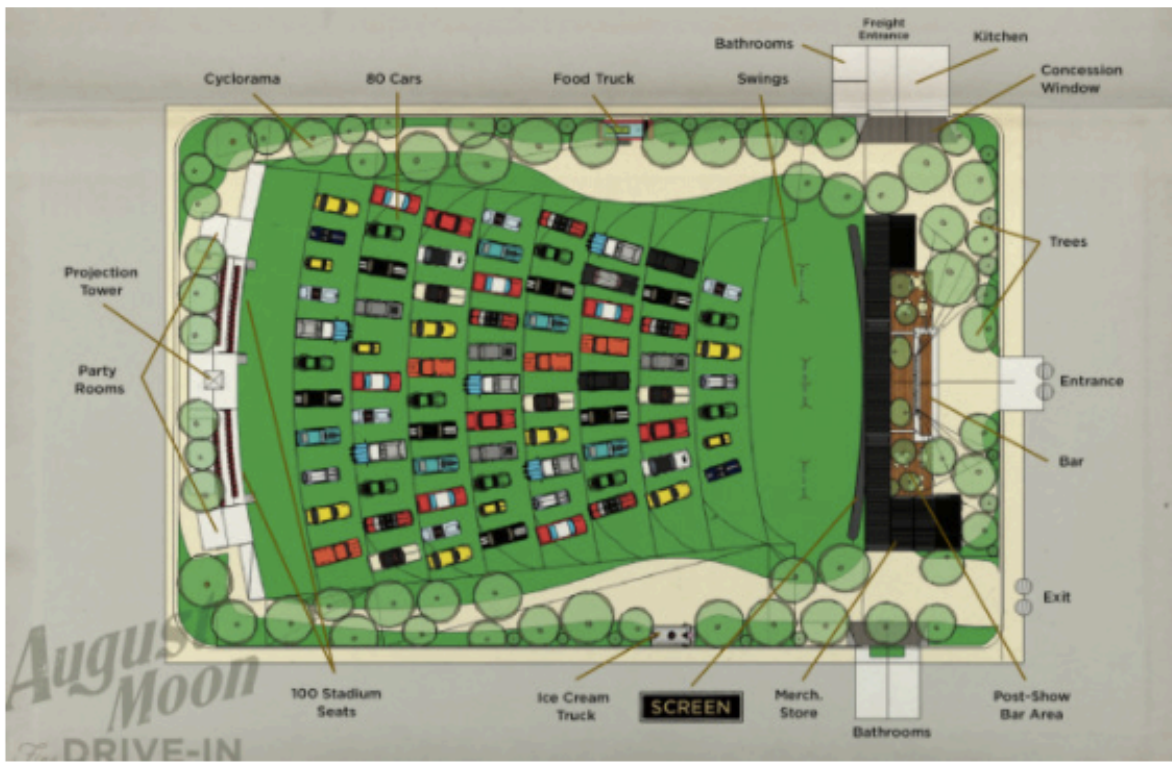 Freight
Entrance
Bathrooms
Kitchen
Cyclorama
80 Cars
Food Truck
Swings
Concession
Window
Trees
Projection
Tower
Party
Rooms
Entrance
Bar
Exit
100 Stadium
Seats
Ice Cream
Truck
SCREEN
Merch.
Store
Post-Show
Bar Area
Bathrooms
August
Moon
DRIVE-IN